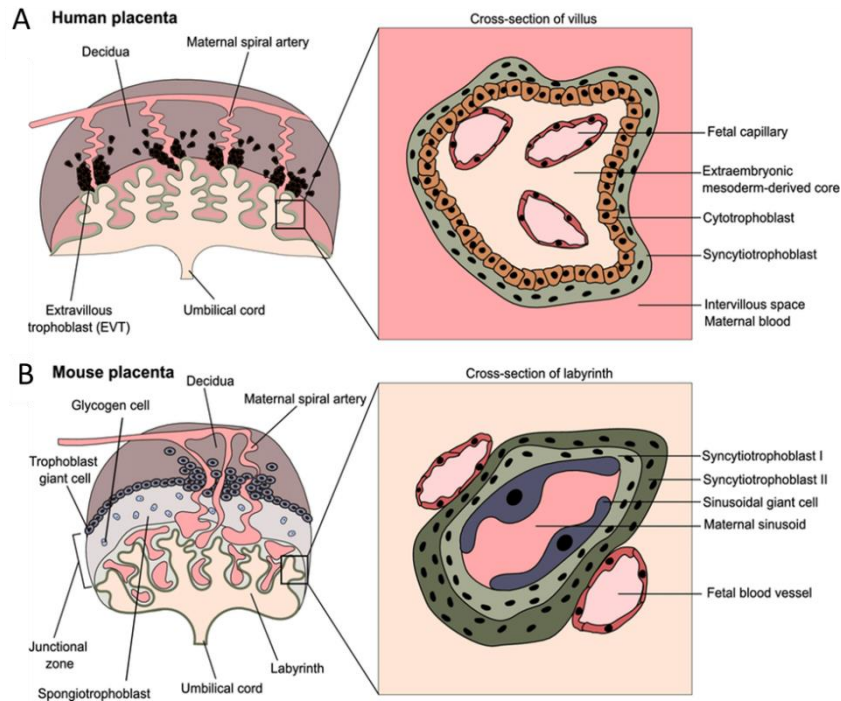 A
Human placenta
Decidua
Maternal spiral artery
Extravillous
trophoblast (EVT)
Umbilical cord
Cross-section of villus
Fetal capillary
Extraembryonic
mesoderm-derived core
Cytotrophoblast
Syncytiotrophoblast
Intervillous space
Maternal blood
B
Mouse placenta
Decidua
Glycogen cell
Maternal spiral artery
Trophoblast
giant cell
Junctional
zone
Spongiotrophoblast
Umbilical cord
Labyrinth
Cross-section of labyrinth
Syncytiotrophoblast I
Syncytiotrophoblast II
Sinusoidal giant cell
Maternal sinusoid
Fetal blood vessel